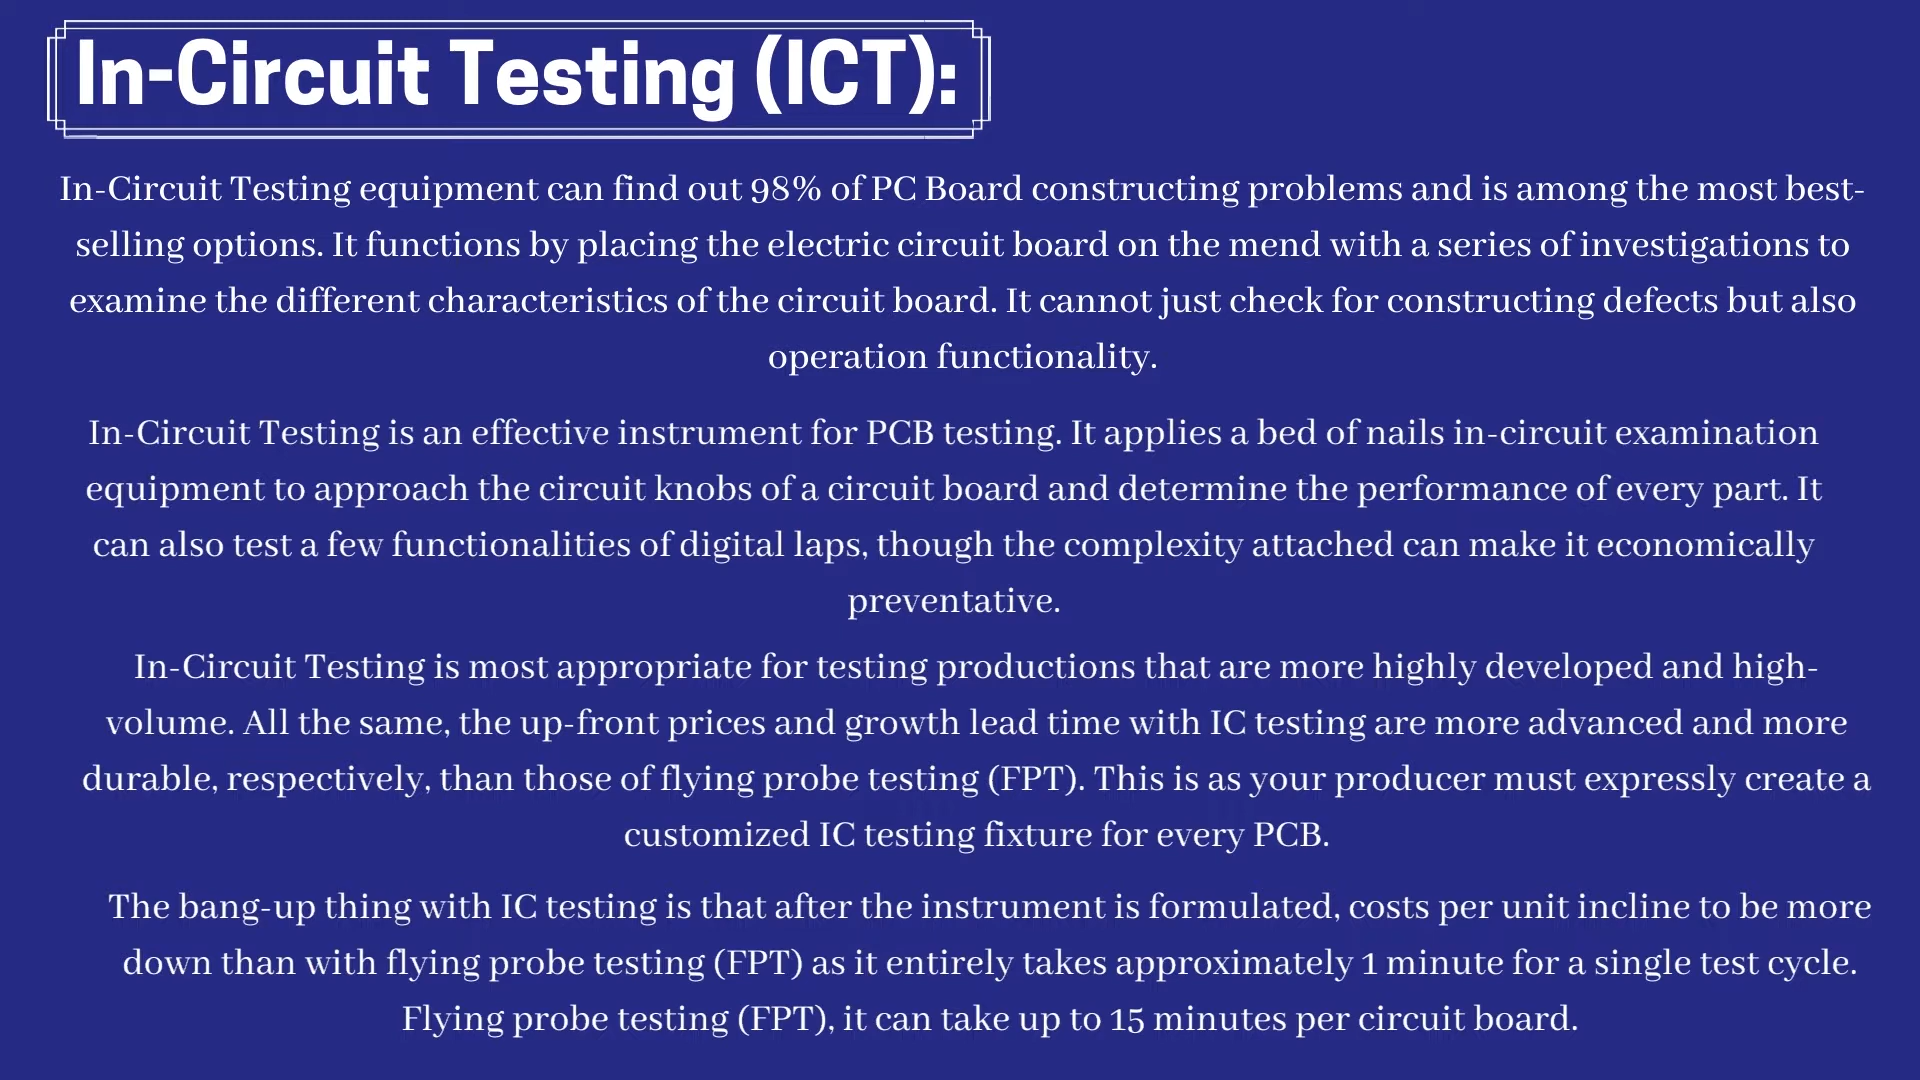 In-Circuit Testing (ICT):
In-Circuit Testing equipment can find out 98% of PC Board constructing problems and is among the most best-
selling options. It functions by placing the electric circuit board on the mend with a series of investigations to
examine the different characteristics of the circuit board. It cannot just check for constructing defects but also
operation functionality.
In-Circuit Testing is an effective instrument for PCB testing. It applies a bed of nails in-circuit examination
equipment to approach the circuit knobs of a circuit board and determine the performance of every part. It
can also test a few functionalities of digital laps, though the complexity attached can make it economically
preventative.
In-Circuit Testing is most appropriate for testing productions that are more highly developed and high-
volume. All the same, the up-front prices and growth lead time with IC testing are more advanced and more
durable, respectively, than those of flying probe testing (FPT). This is as your producer must expressly create a
customized IC testing fixture for every PCB.
The bang-up thing with IC testing is that after the instrument is formulated, costs per unit incline to be more
down than with flying probe testing (FPT) as it entirely takes approximately 1 minute for a single test cycle.
Flying probe testing (FPT), it can take up to 15 minutes per circuit board.